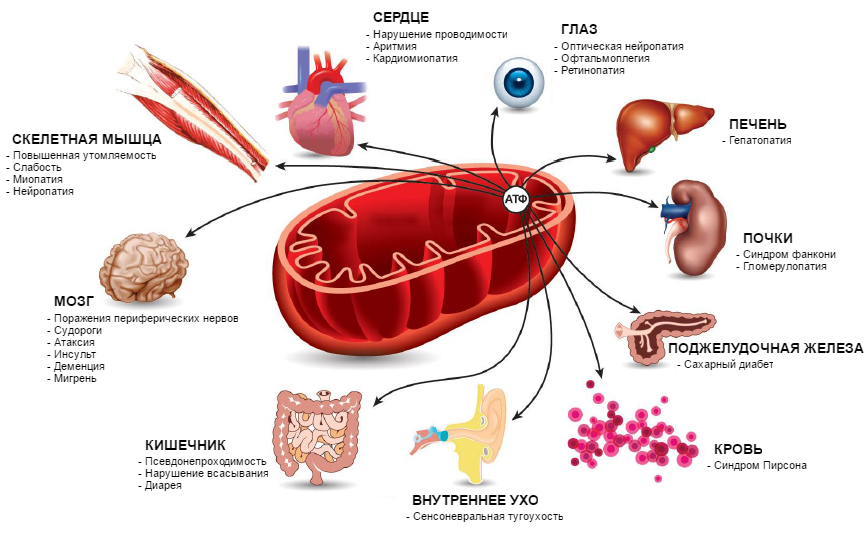 СЕРДЦЕ
- Нарушение проводимости
- Аритмия
- Кардиомиопатия
ГЛАЗ
- Оптическая нейропатия
- Офтальмоплегия
- Ретинопатия
ПЕЧЕНЬ
- Гепатопатия
СКЕЛЕТНАЯ МЫШЦА
- Повышенная утомляемость
- Слабость
- Миопатия
- Нейропатия
АТФ
ПОЧКИ
- Синдром фанкони
- Гломерулопатия
МОЗГ
- Поражения периферических нервов
- Судороги
- Атаксия
- Инсульт
- Деменция
- Мигрень
ПОДЖЕЛУДОЧНАЯ ЖЕЛЕЗА
- Сахарный диабет
КИШЕЧНИК
- Псевдонепроходимость
- Нарушение всасывания
- Диарея
КРОВЬ
- Синдром Пирсона
ВНУТРЕННЕЕ УХО
- Сенсоневральная тугоухость